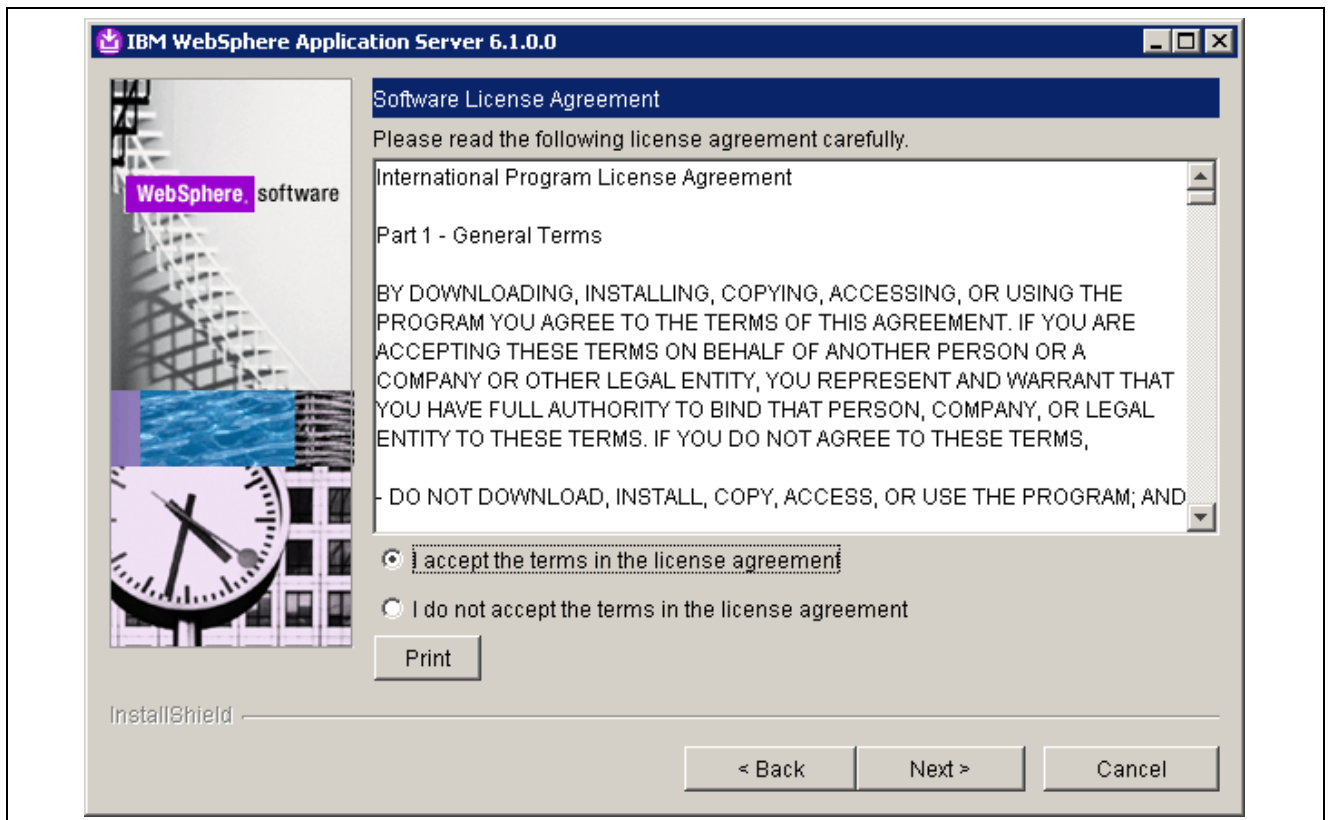 IBM WebSphere Application Server 6.1.0.0
WebSphere. software
Software License Agreement
Please read the following license agreement carefully.
International Program License Agreement
Part 1 - General Terms
BY DOWNLOADING, INSTALLING, COPYING, ACCESSING, OR USING THE
PROGRAM YOU AGREE TO THE TERMS OF THIS AGREEMENT. IF YOU ARE
ACCEPTING THESE TERMS ON BEHALF OF ANOTHER PERSON OR A
COMPANY OR OTHER LEGAL ENTITY, YOU REPRESENT AND WARRANT THAT
YOU HAVE FULL AUTHORITY TO BIND THAT PERSON, COMPANY, OR LEGAL
ENTITY TO THESE TERMS. IF YOU DO NOT AGREE TO THESE TERMS,
- DO NOT DOWNLOAD, INSTALL, COPY, ACCESS, OR USE THE PROGRAM; AND
I accept the terms in the license agreement
I do not accept the terms in the license agreement
Print
InstallShield
< Back Next > Cancel